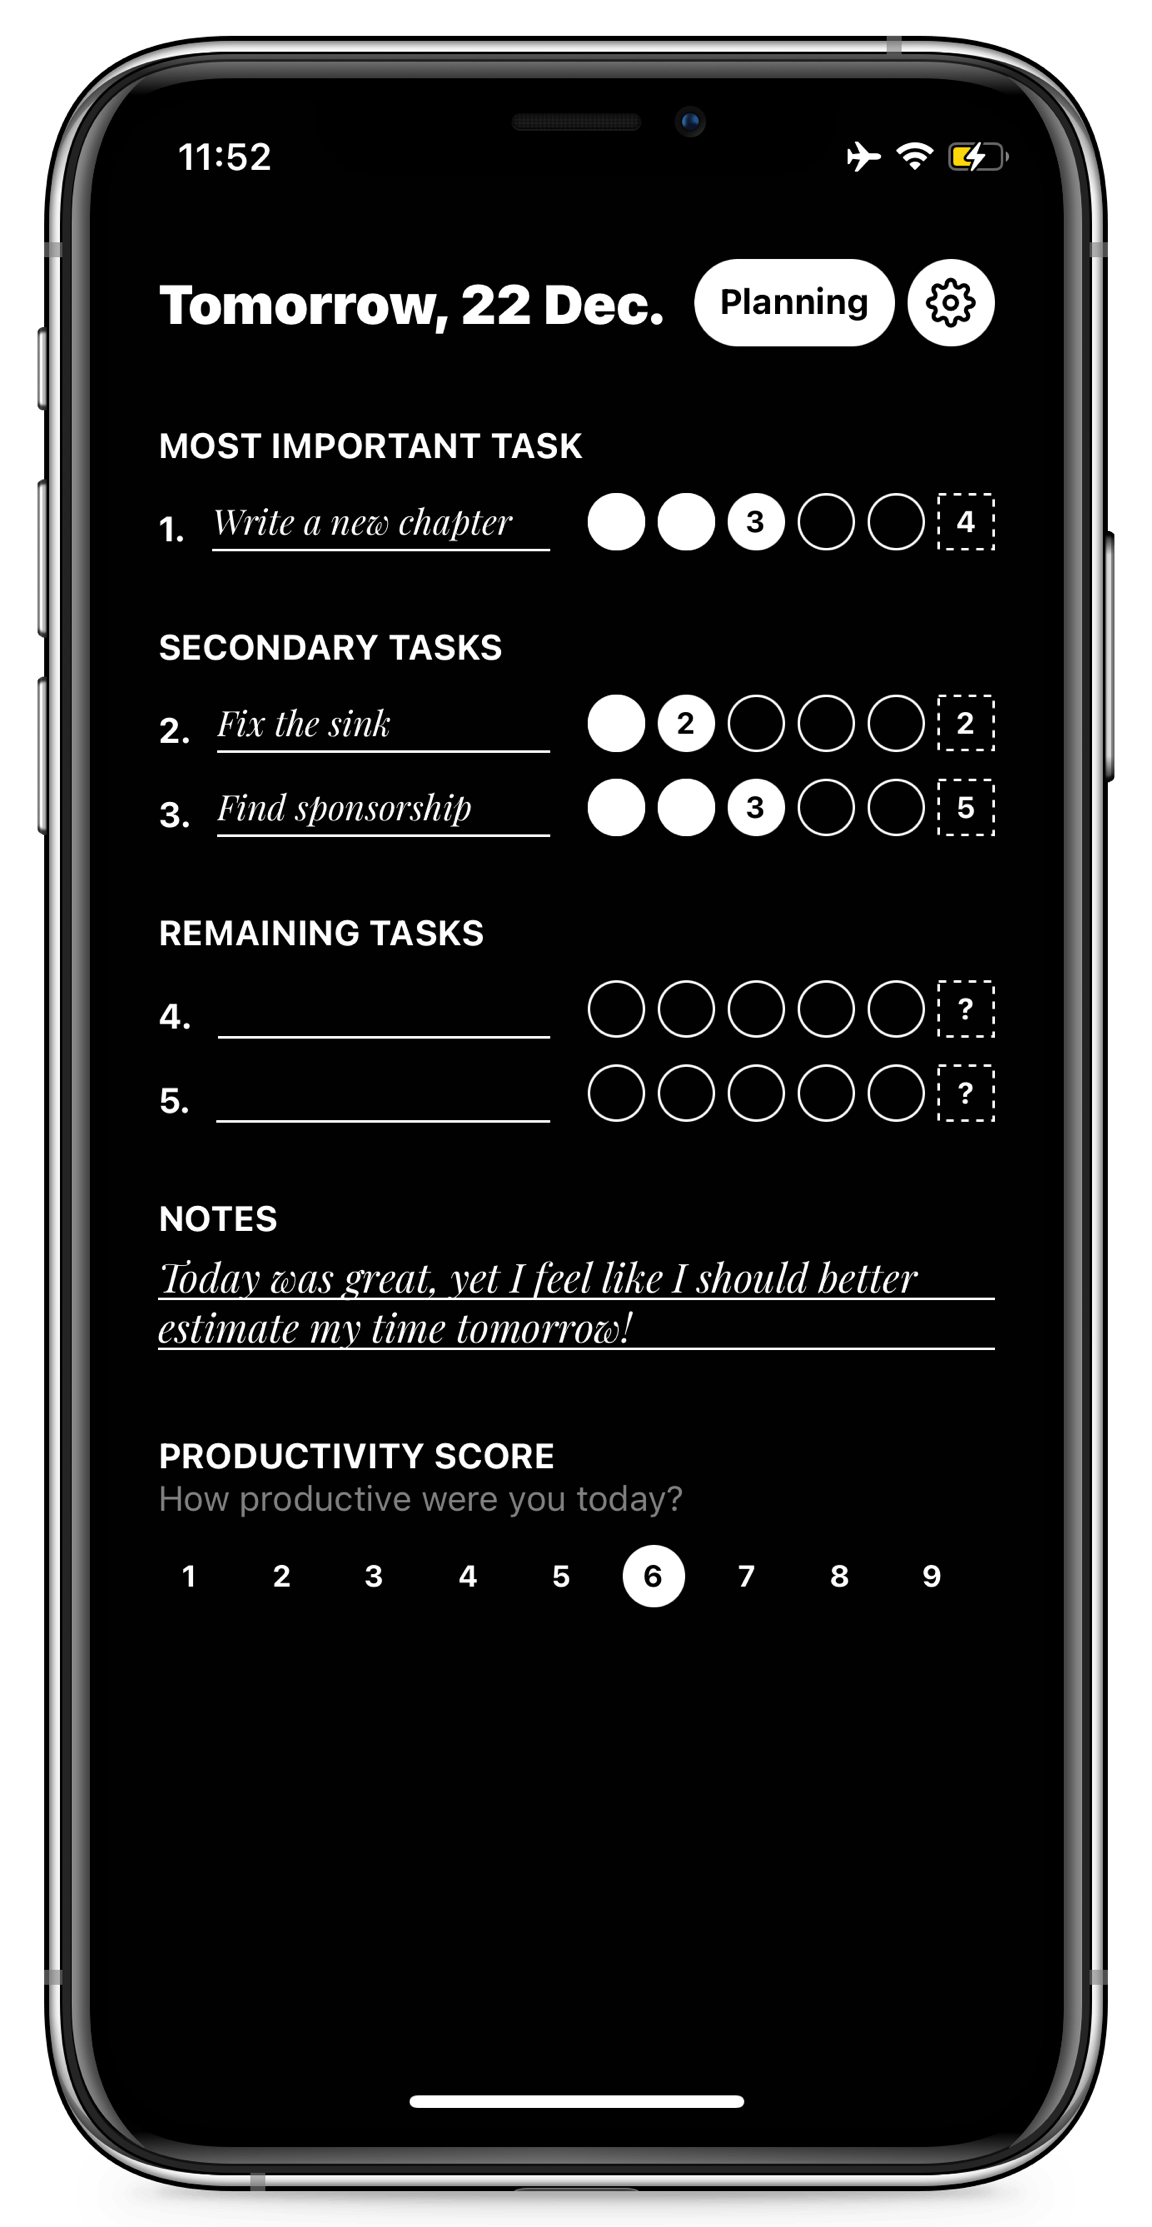 11:52
Tomorrow, 22 Dec. Planning
MOST IMPORTANT TASK
1. Write a new chapter 3 4
SECONDARY TASKS
2. Fix the sink 2 2
3. Find sponsorship 3 5
REMAINING TASKS
4. ?
5. ?
NOTES
Today was great, yet I feel like I should better
estimate my time tomorrow!
PRODUCTIVITY SCORE
How productive were you today?
1 2 3 4 5 6 7 8 9